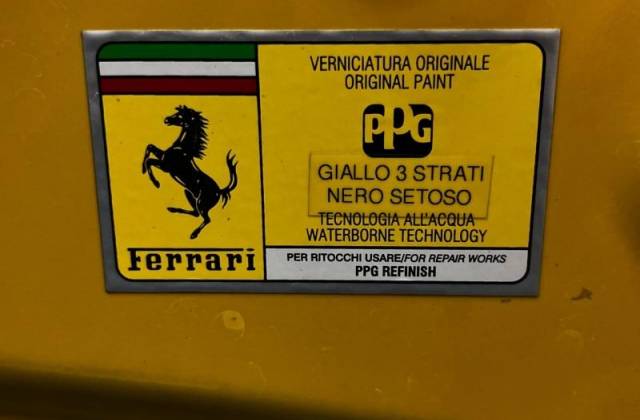 VERNICIATURA ORIGINALE
ORIGINAL PAINT
PPG
GIALLO 3 STRATI
NERO SETOSO
TECNOLOGIA ALL'ACQUA
WATERBORNE TECHNOLOGY
Ferrari
PER RITOCCHI USARE/FOR REPAIR WORKS
PPG REFINISH